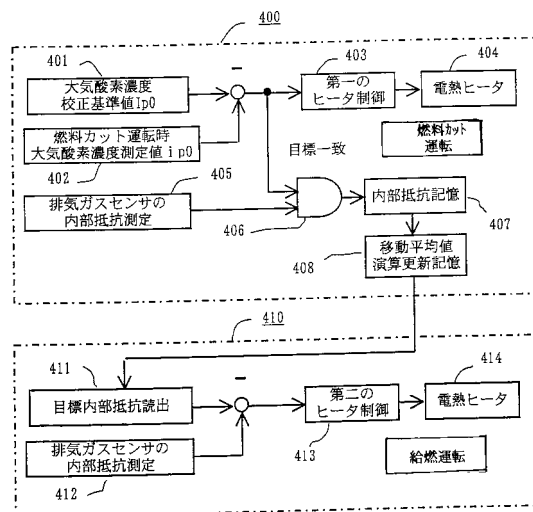 400
401
大気酸素濃度
校正基準値Ip0
−
403
第一の
ヒータ制御
404
電熱ヒータ
燃料カット運転時
大気酸素濃度測定値ip0
402
目標一致
燃料カット
運転
405
排気ガスセンサの
内部抵抗測定
406
内部抵抗記憶
407
408
移動平均値
演算更新記憶
410
411
目標内部抵抗読出
−
第二の
ヒータ制御
413
414
電熱ヒータ
排気ガスセンサの
内部抵抗測定
412
給燃運転